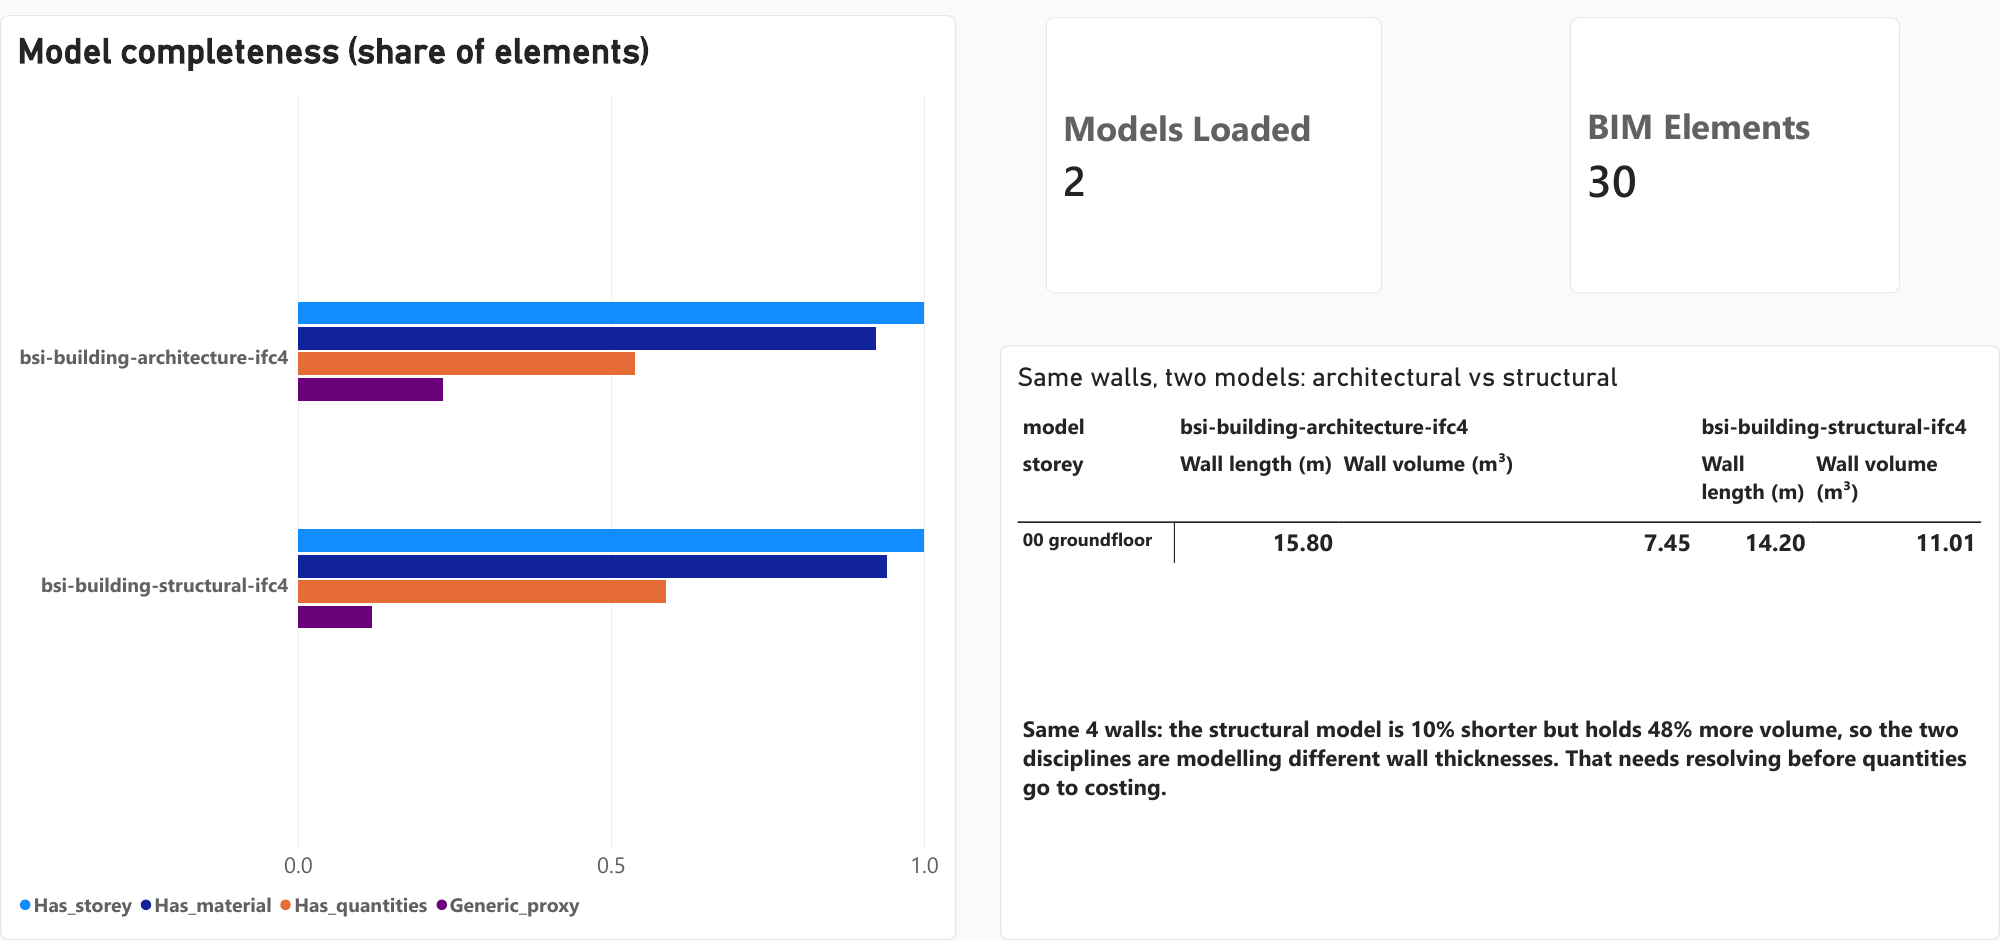 Model completeness (share of elements)
bsi-building-architecture-ifc4
bsi-building-structural-ifc4
0.0 0.5 1.0
Has_storey Has_material Has_quantities Generic_proxy
Models Loaded
2
BIM Elements
30
Same walls, two models: architectural vs structural
model bsi-building-architecture-ifc4 bsi-building-structural-ifc4
storey Wall length (m) Wall volume (m³) Wall length (m) Wall volume (m³)
00 groundfloor 15.80 7.45 14.20 11.01
Same 4 walls: the structural model is 10% shorter but holds 48% more volume, so the two
disciplines are modelling different wall thicknesses. That needs resolving before quantities
go to costing.